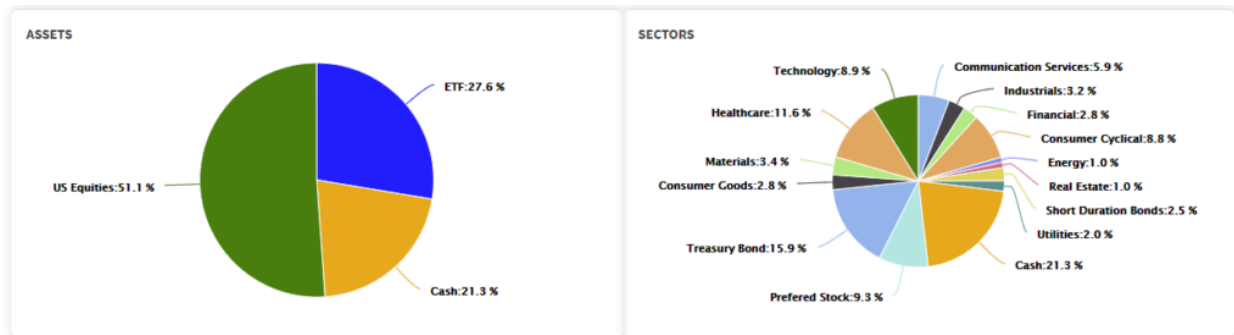 ASSETS
ETF:27.6 %
US Equities:51.1 %
Cash:21.3 %
SECTORS
Communication Services:5.9 %
Technology:8.9 %
Industrials:3.2 %
Healthcare:11.6 %
Financial:2.8 %
Consumer Cyclical:8.8 %
Materials:3.4 %
Energy:1.0 %
Consumer Goods:2.8 %
Real Estate:1.0 %
Short Duration Bonds:2.5 %
Utilities:2.0 %
Treasury Bond:15.9 %
Cash:21.3 %
Prefered Stock:9.3 %